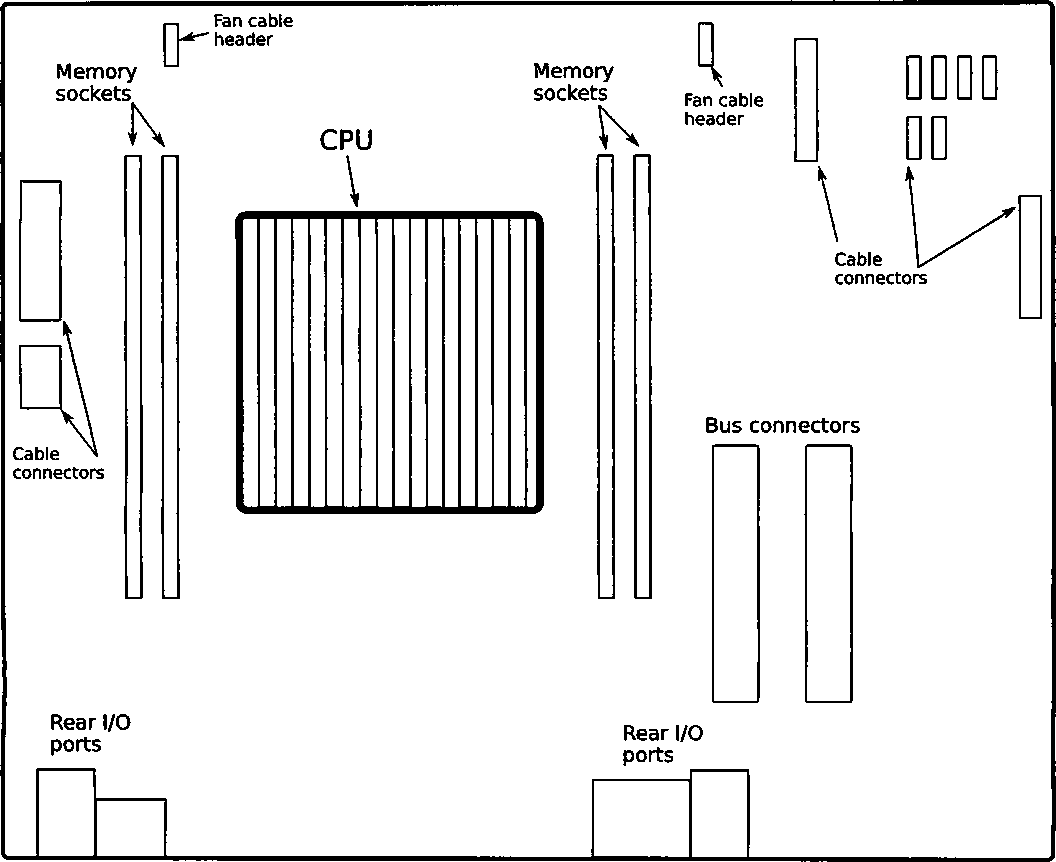 Fan cable
header
Memory
sockets
CPU
Memory
sockets
Fan cable
header
Cable
connectors
Cable
connectors
Bus connectors
Rear I/O
ports
Rear I/O
ports